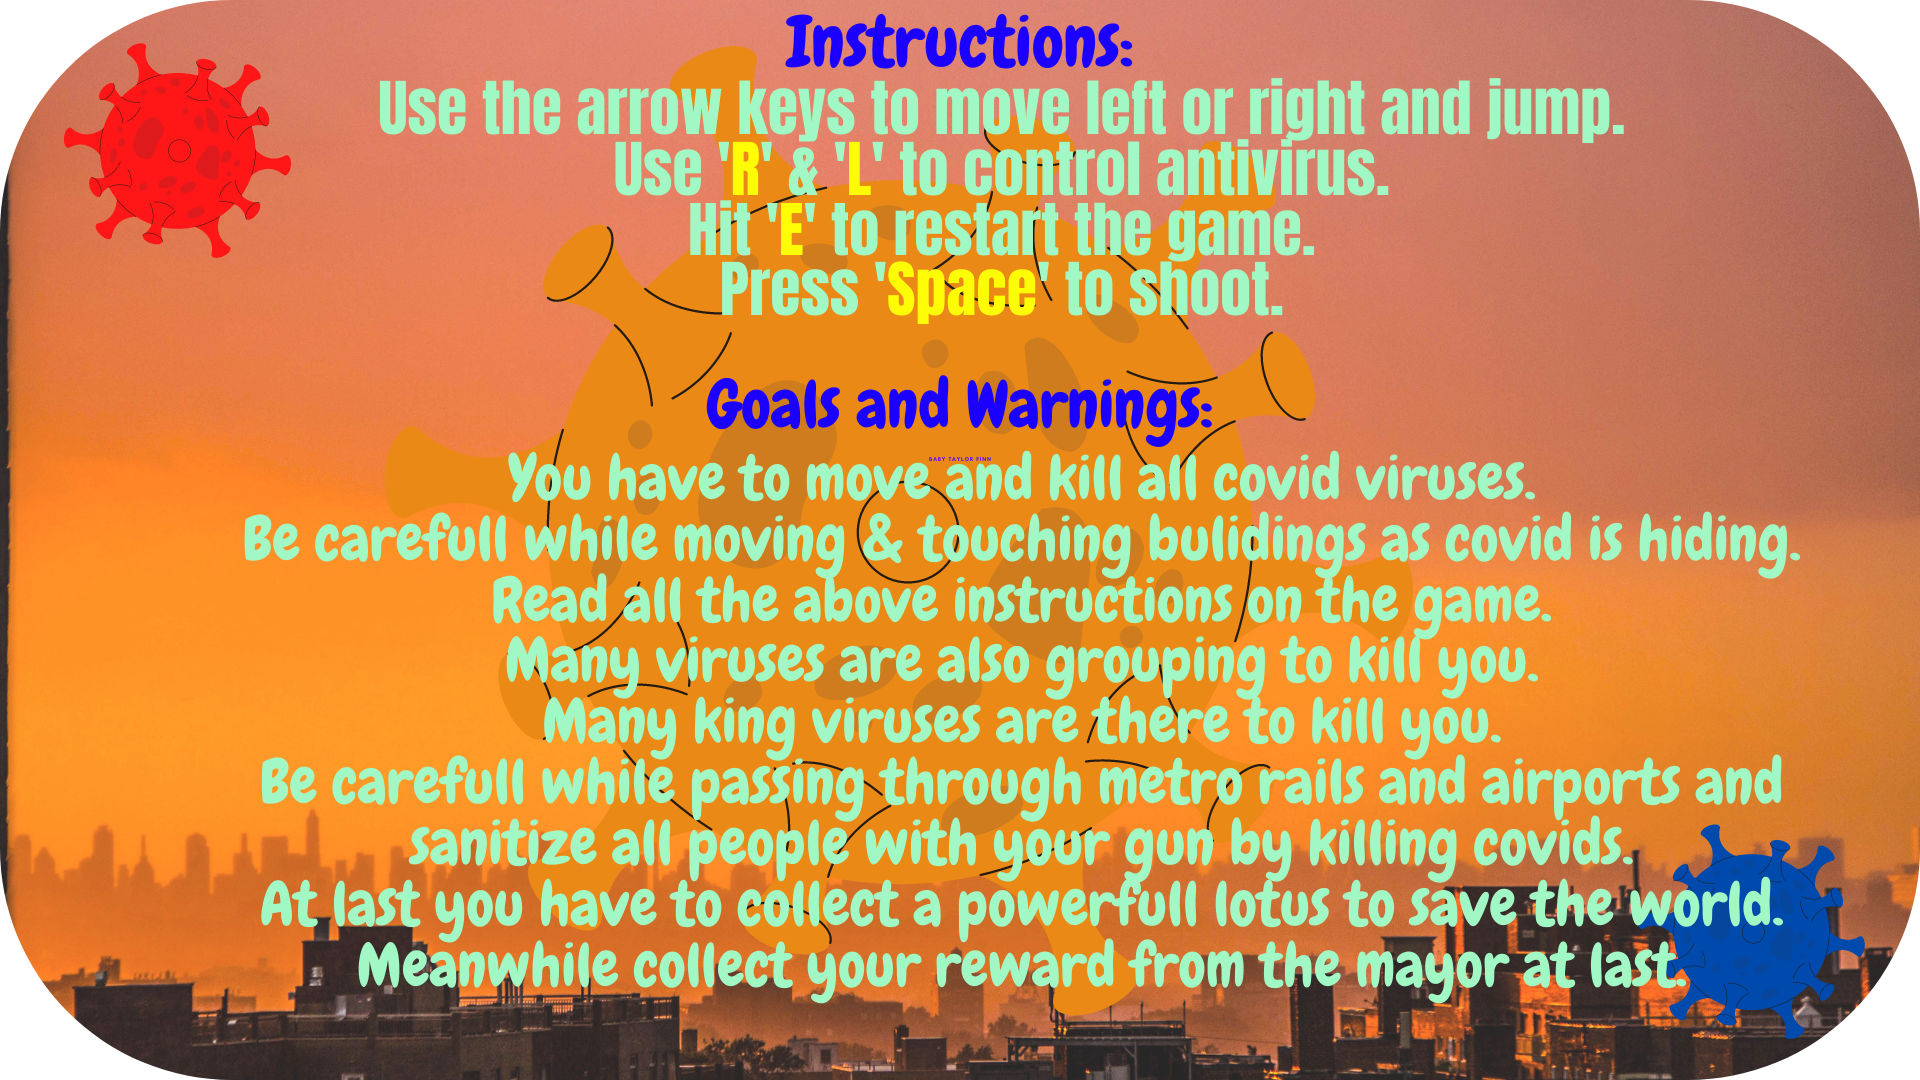 Instructions:
Use the arrow keys to move left or right and jump.
Use 'R' & 'L' to control antivirus.
Hit 'E' to restart the game.
Press 'Space' to shoot.
Goals and Warnings:
BABY TAYLOR FINN
You have to move and kill all covid viruses.
Be carefull while moving & touching bulidings as covid is hiding.
Read all the above instructions on the game.
Many viruses are also grouping to kill you.
Many king viruses are there to kill you.
Be carefull while passing through metro rails and airports and
sanitize all people with your gun by killing covids.
At last you have to collect a powerfull lotus to save the world.
Meanwhile collect your reward from the mayor at last.